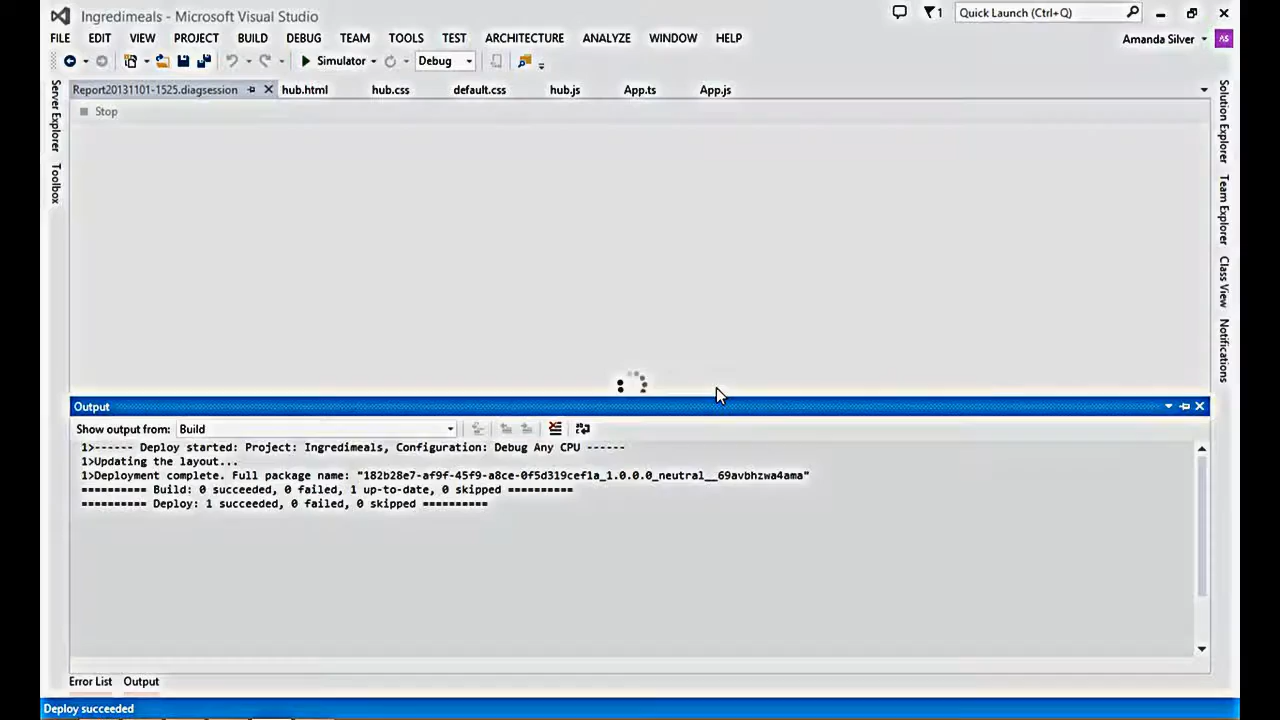 Ingredimeals - Microsoft Visual Studio
1
Quick Launch (Ctrl+Q)
FILE EDIT VIEW PROJECT BUILD DEBUG TEAM TOOLS TEST ARCHITECTURE ANALYZE WINDOW HELP
Amanda Silver
AS
Simulator
Debug
Report20131101-1525.diagsession
hub.html
hub.css
default.css
hub.js
App.ts
App.js
Stop
Server Explorer
Toolbox
Solution Explorer
Team Explorer
Class View
Notifications
Output
Show output from: Build
1>------ Deploy started: Project: Ingredimeals, Configuration: Debug Any CPU ------
1>Updating the layout...
1>Deployment complete. Full package name: "182b28e7-af9f-45f9-a8ce-0f5d319cef1a_1.0.0.0_neutral__69avbhzwa4ama"
========== Build: 0 succeeded, 0 failed, 1 up-to-date, 0 skipped ==========
========== Deploy: 1 succeeded, 0 failed, 0 skipped ==========
Error List
Output
Deploy succeeded